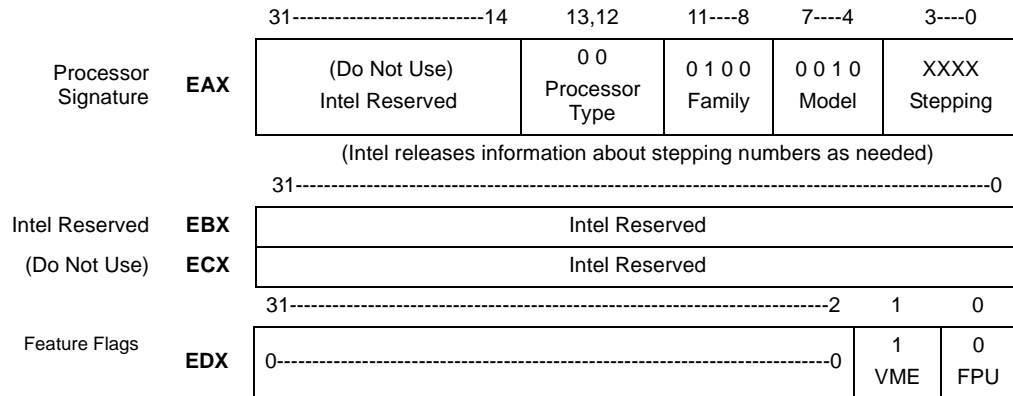 31---------------------------14 13,12 11----8 7----4 3----0
Processor Signature EAX (Do Not Use) Intel Reserved 0 0 Processor Type 0 1 0 0 Family 0 0 1 0 Model XXXX Stepping
(Intel releases information about stepping numbers as needed)
31--------------------------------------------------------------------------------------------------0
Intel Reserved EBX Intel Reserved
(Do Not Use) ECX Intel Reserved
31----------------------------------------------------------------------------2 1 0
Feature Flags EDX 0------------------------------------------------------------------------------0 1 VME 0 FPU